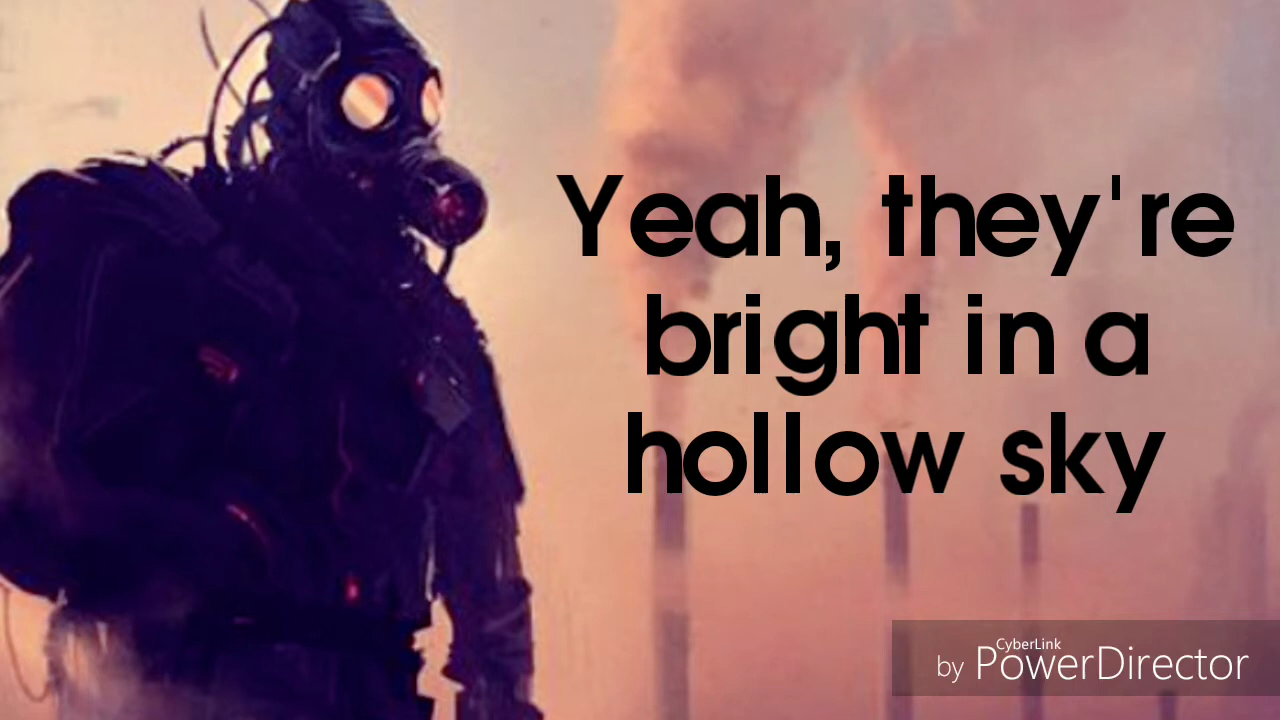 Yeah, they're
bright in a
hollow sky
CyberLink
by PowerDirector